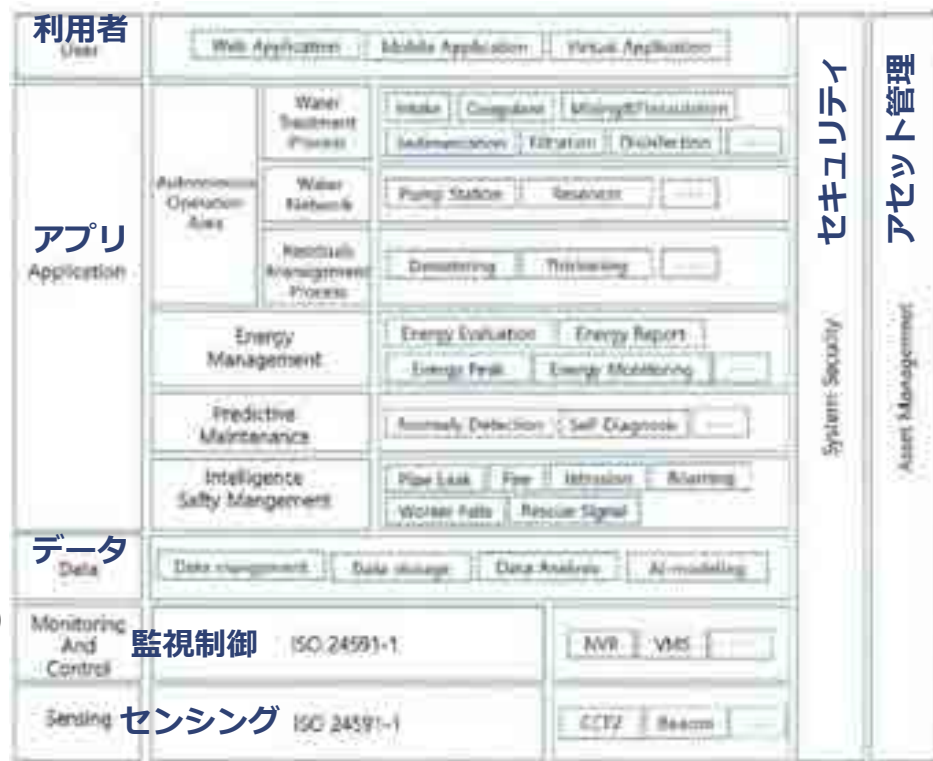 利用者
User
Web Application
Mobile Application
Virtual Application
アプリ
Application
Autonomous
Operation
Area
Water
Treatment
Process
Intake
Coagulant
Sedimentation
Filtration
Disinfection
Water
Network
Pump Station
Reservoir
Residuals
Management
Process
Dewatering
Thickening
Energy
Management
Energy Evaluation
Energy Report
Energy Peak
Energy Monitoring
Predictive
Maintenance
Anomaly Detection
Self Diagnosis
Intelligence
Safty Mangement
Pipe Leak
Fire
Intrusion
Roaming
Worker Falls
Rescue Signal
データ
Data
Data mangement
Data storage
Data Analysis
AI-modeling
Monitoring
And
Control
監視制御
ISO 24591-1
NVR
VMS
Sensing
センシング
ISO 24591-1
CCTV
Beacon
セキュリティ
System Security
アセット管理
Asset Managemnet